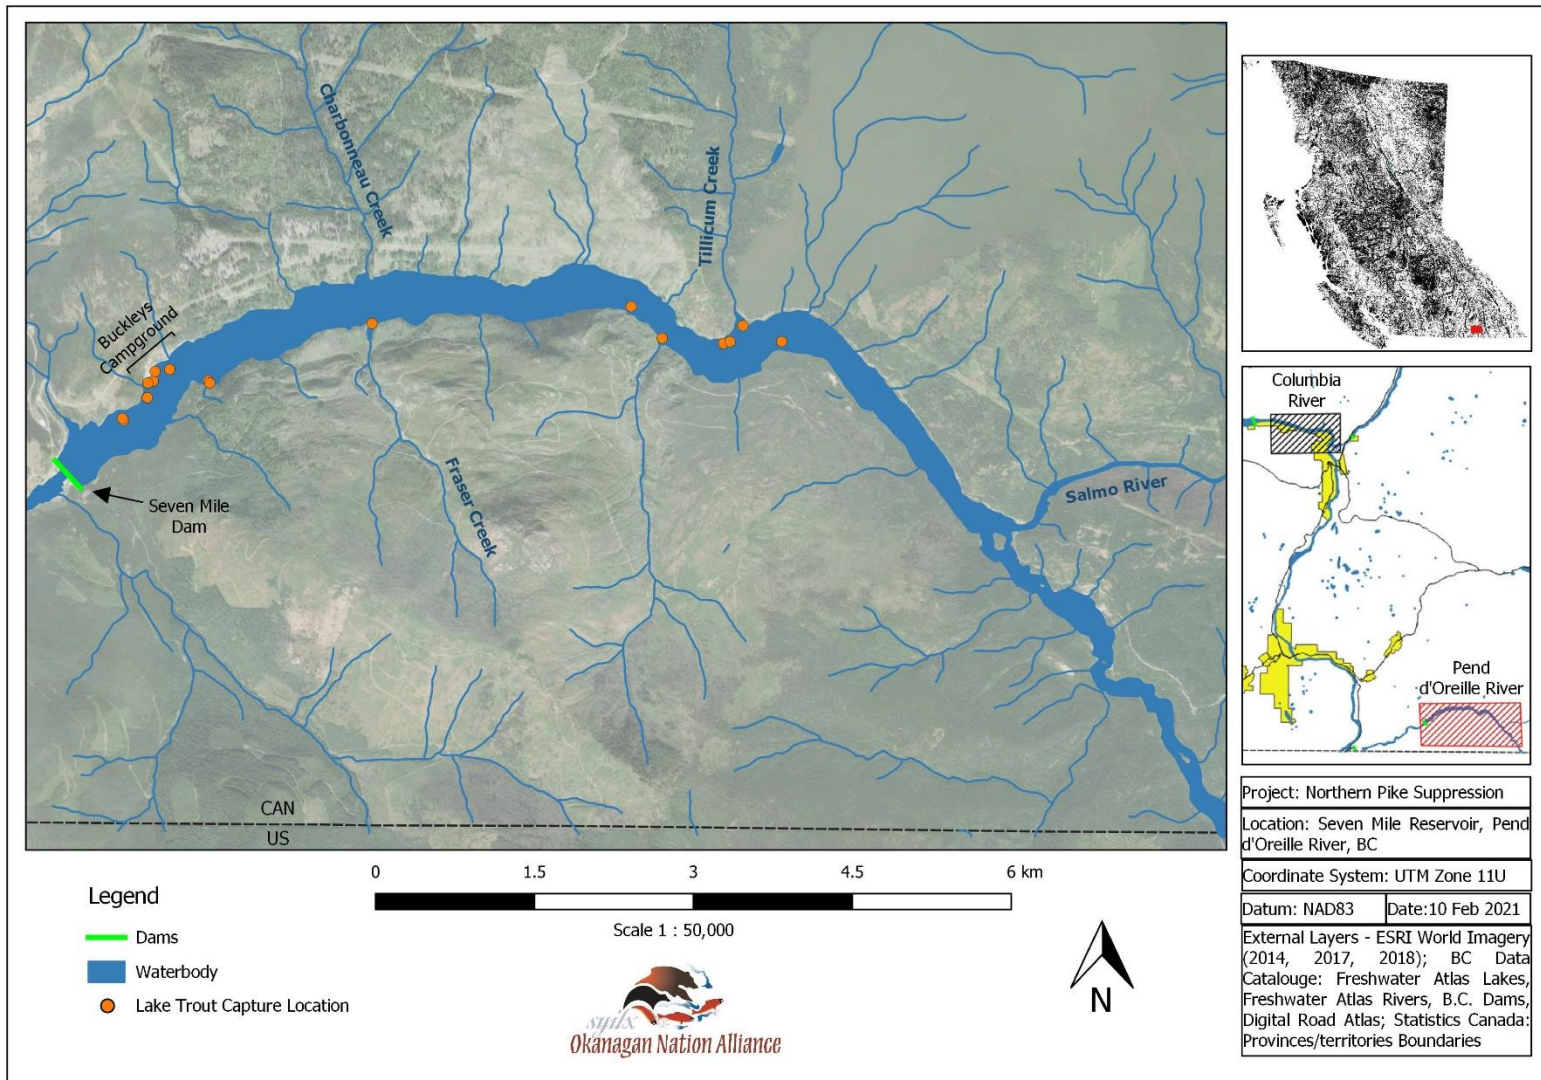 Charbonneau Creek
Tillicum Creek
Buckleys
Campground
Fraser Creek
Salmo River
Seven Mile
Dam
CAN
US
Columbia
River
Pend
d'Oreille River
Legend
Dams
Waterbody
Lake Trout Capture Location
0 1.5 3 4.5 6 km
Scale 1 : 50,000
N
syilx
Okanagan Nation Alliance
Project: Northern Pike Suppression
Location: Seven Mile Reservoir, Pend
d'Oreille River, BC
Coordinate System: UTM Zone 11U
Datum: NAD83
Date:10 Feb 2021
External Layers - ESRI World Imagery
(2014, 2017, 2018); BC Data
Catalouge: Freshwater Atlas Lakes,
Freshwater Atlas Rivers, B.C. Dams,
Digital Road Atlas; Statistics Canada:
Provinces/territories Boundaries